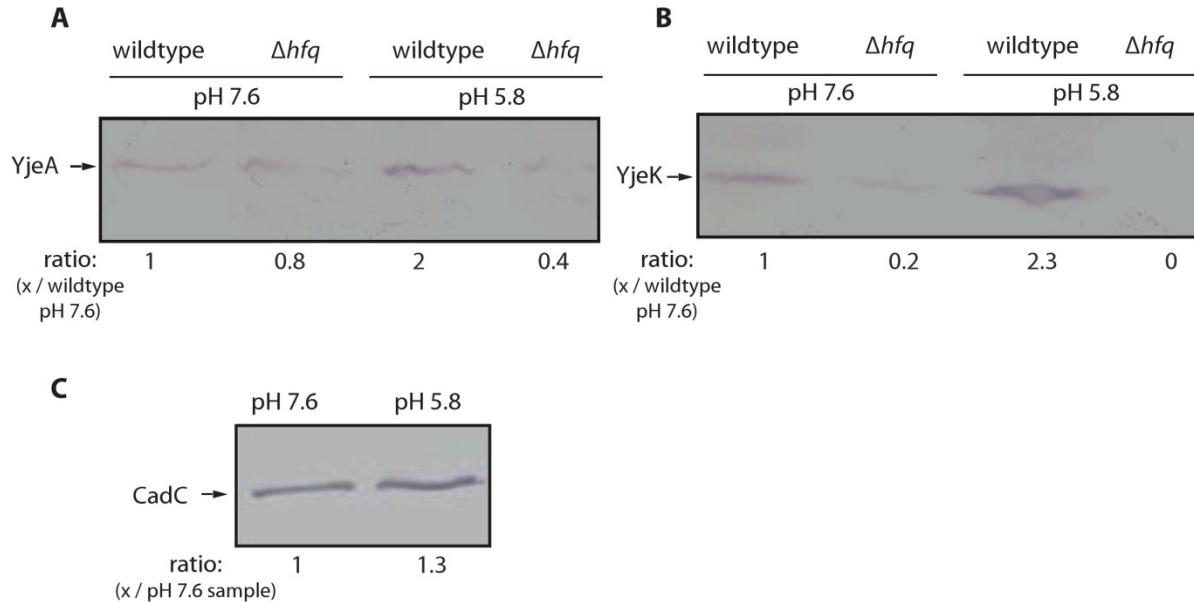 A
wildtype Δhfq wildtype Δhfq
pH 7.6 pH 5.8
YjeA
ratio: 1 0.8 2 0.4
(x / wildtype
pH 7.6)
B
wildtype Δhfq wildtype Δhfq
pH 7.6 pH 5.8
YjeK
ratio: 1 0.2 2.3 0
(x / wildtype
pH 7.6)
C
pH 7.6 pH 5.8
CadC
ratio: 1 1.3
(x / pH 7.6 sample)